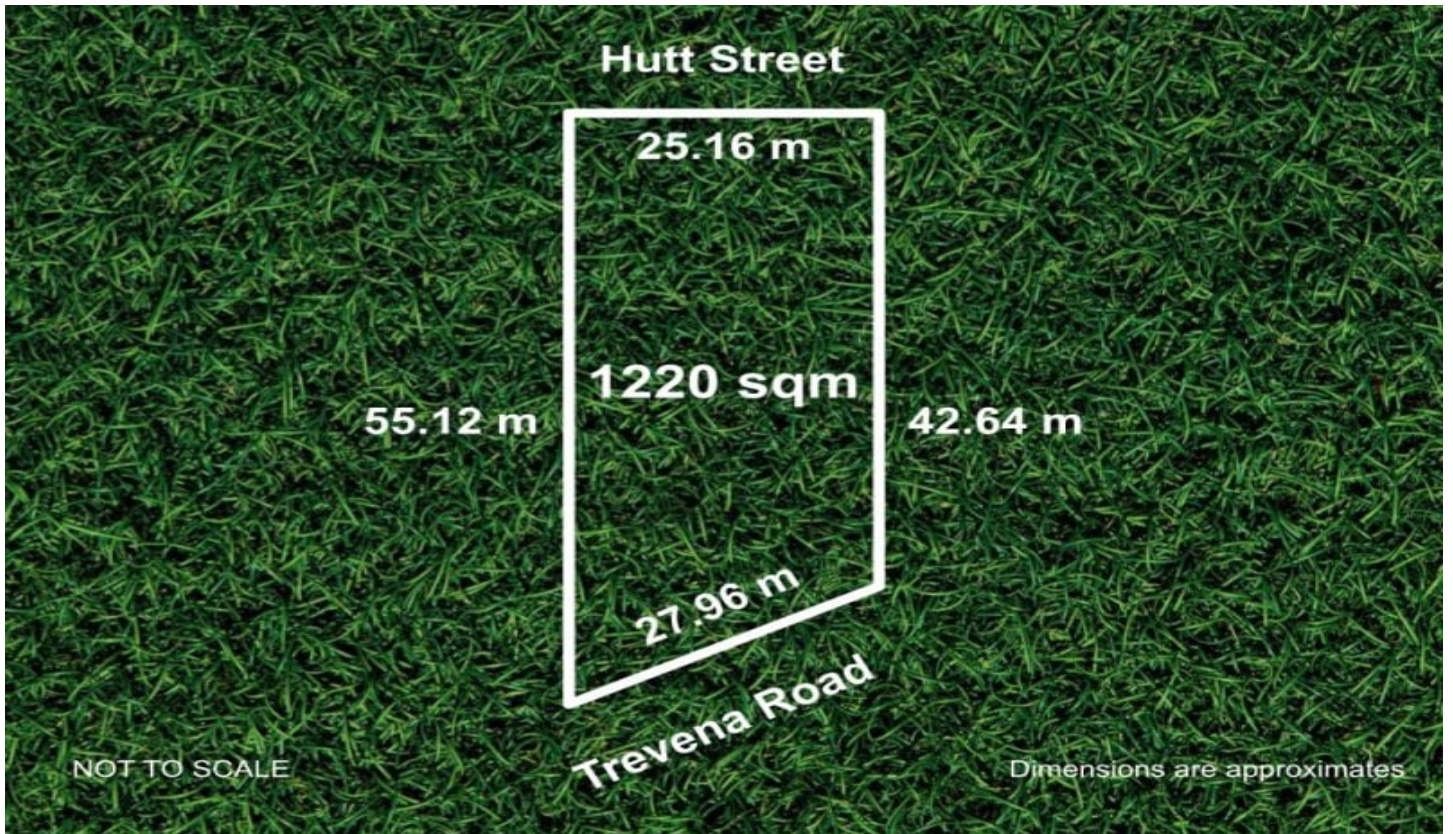 Hutt Street
25.16 m
1220 sqm
55.12 m
42.64 m
27.96 m
Trevena Road
NOT TO SCALE
Dimensions are approximates